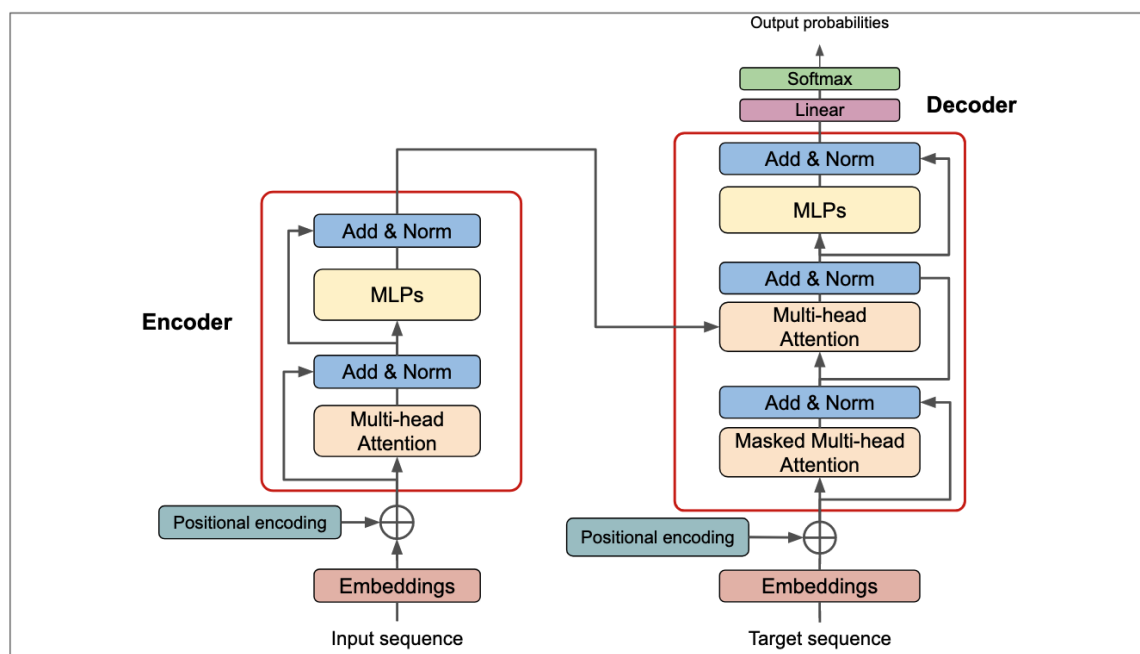 Output probabilities
Softmax
Linear
Decoder
Add & Norm
MLPs
Add & Norm
Multi-head
Attention
Add & Norm
Masked Multi-head
Attention
Positional encoding
Embeddings
Target sequence
Encoder
Add & Norm
MLPs
Add & Norm
Multi-head
Attention
Positional encoding
Embeddings
Input sequence